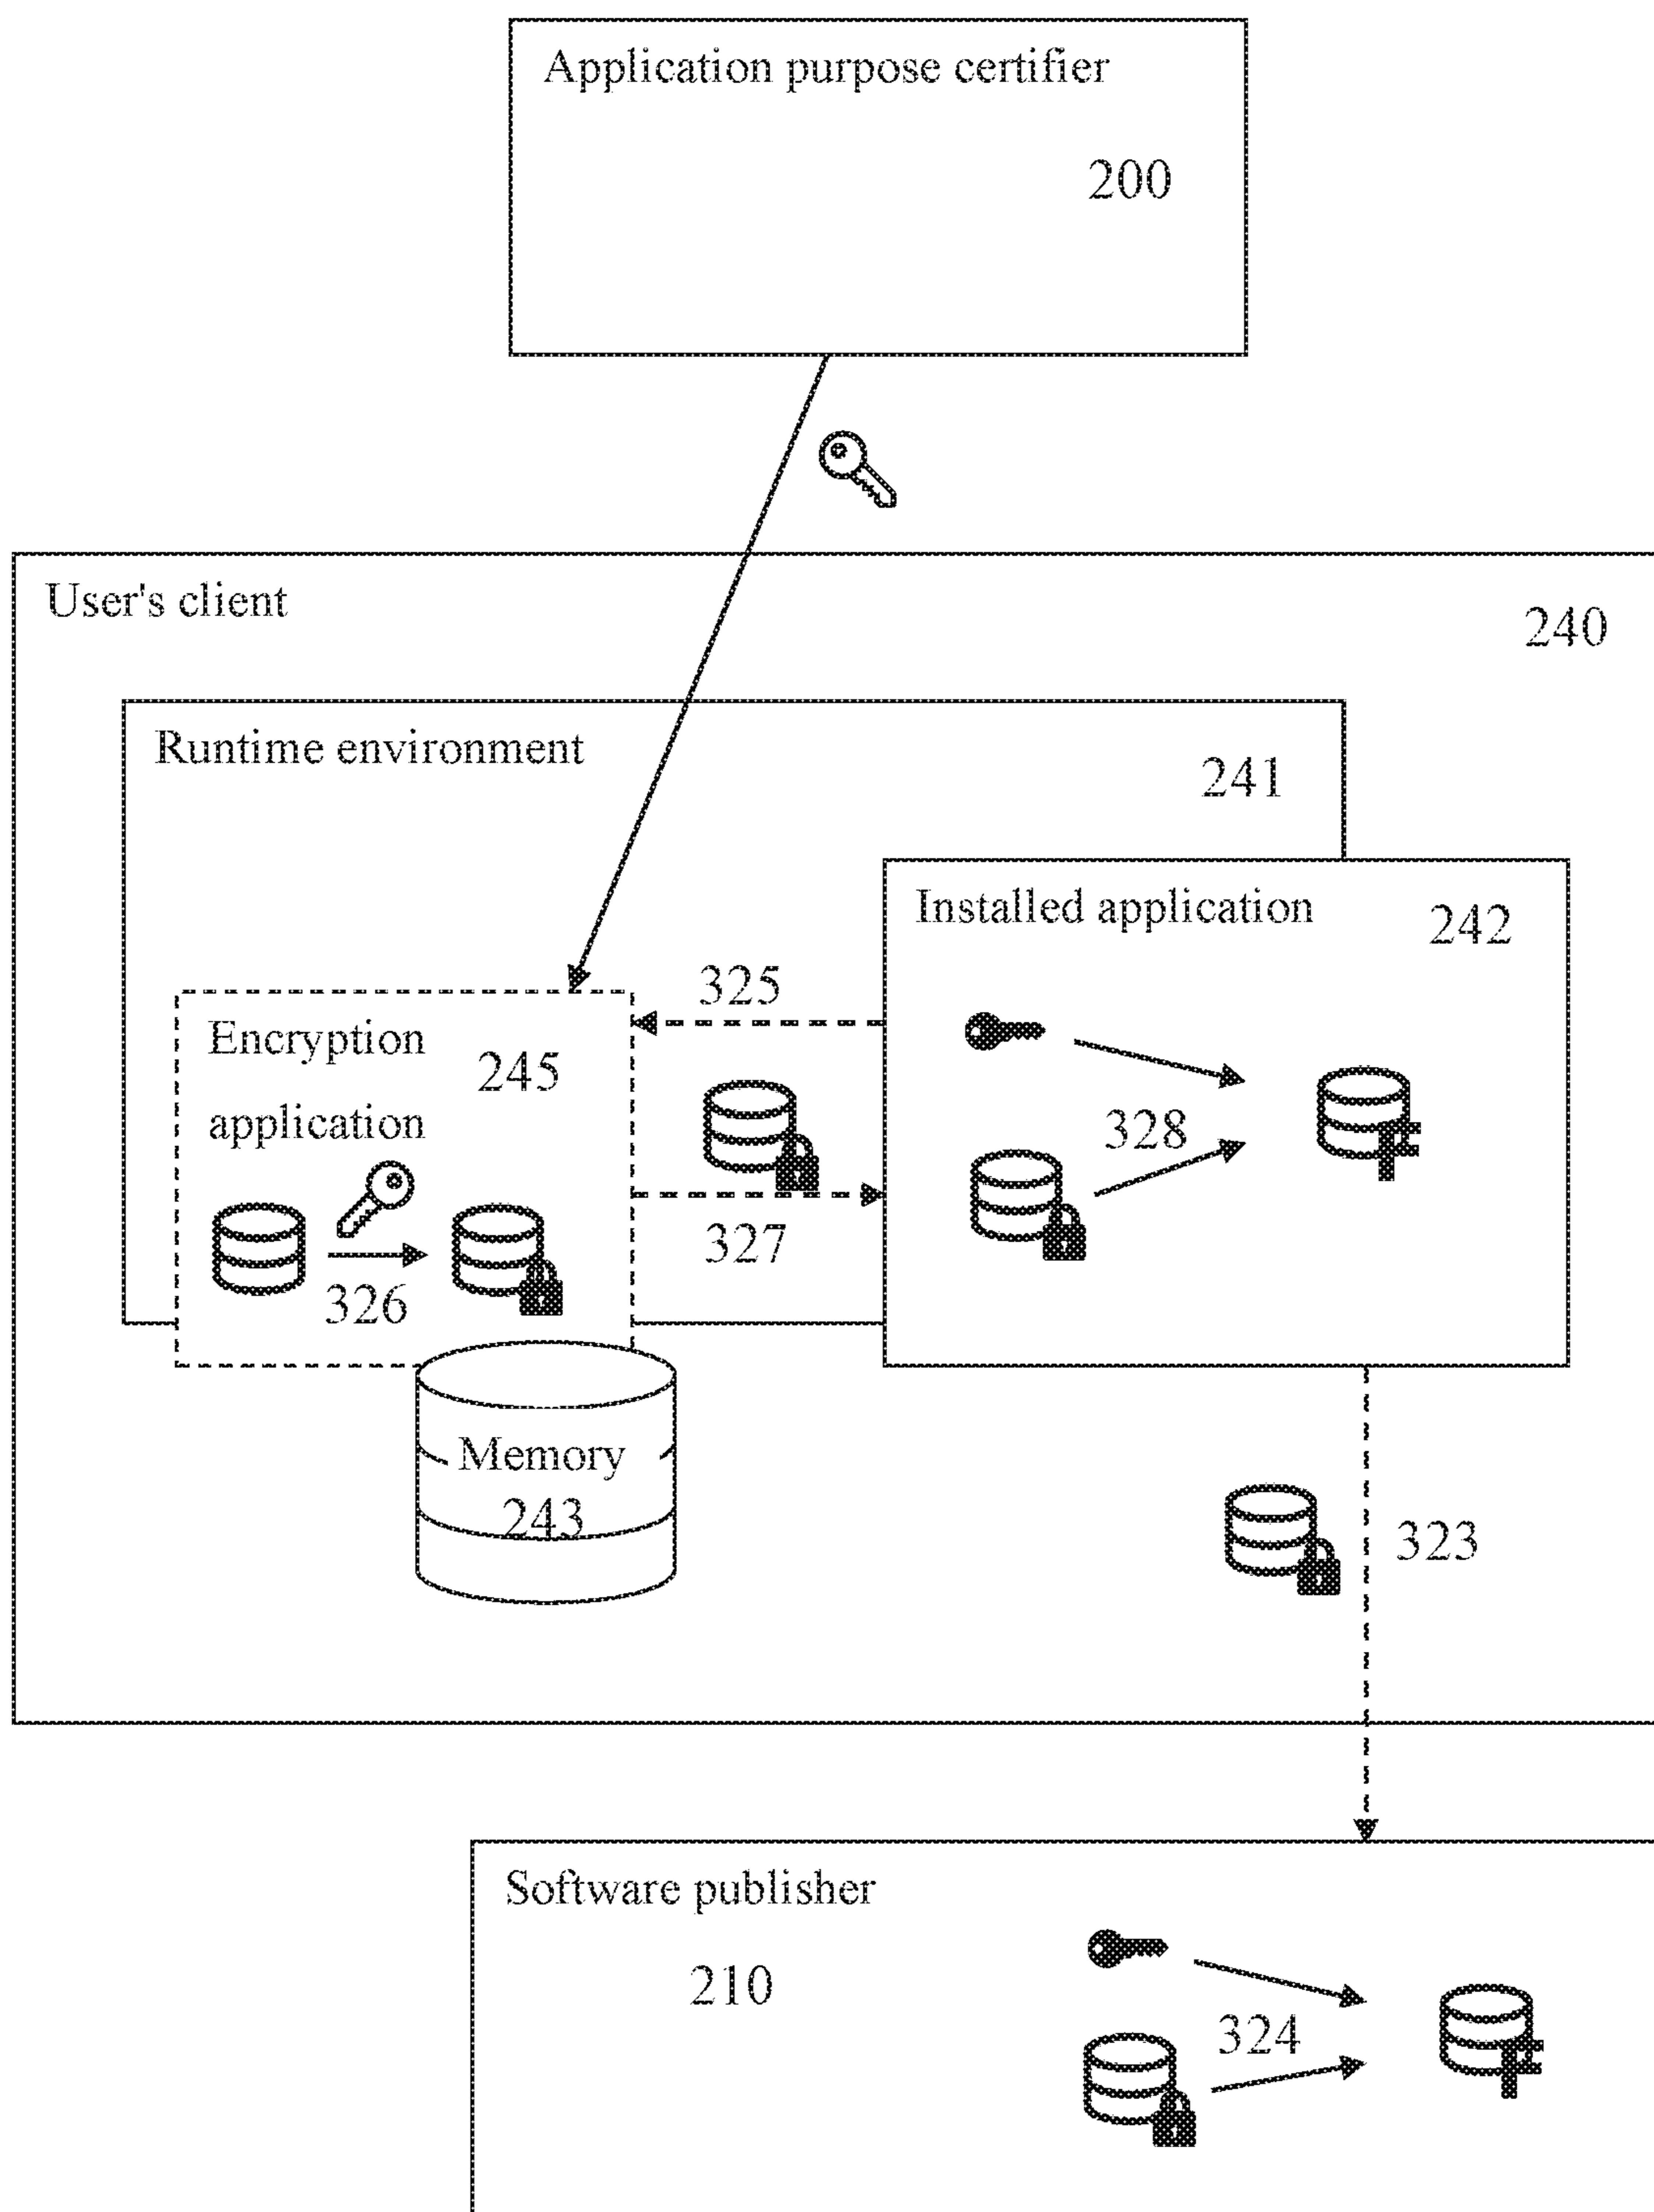 Application purpose certifier
200
User's client
240
Runtime environment
241
Installed application
242
325
Encryption
245
application
328
327
326
Memory
243
323
Software publisher
210
324